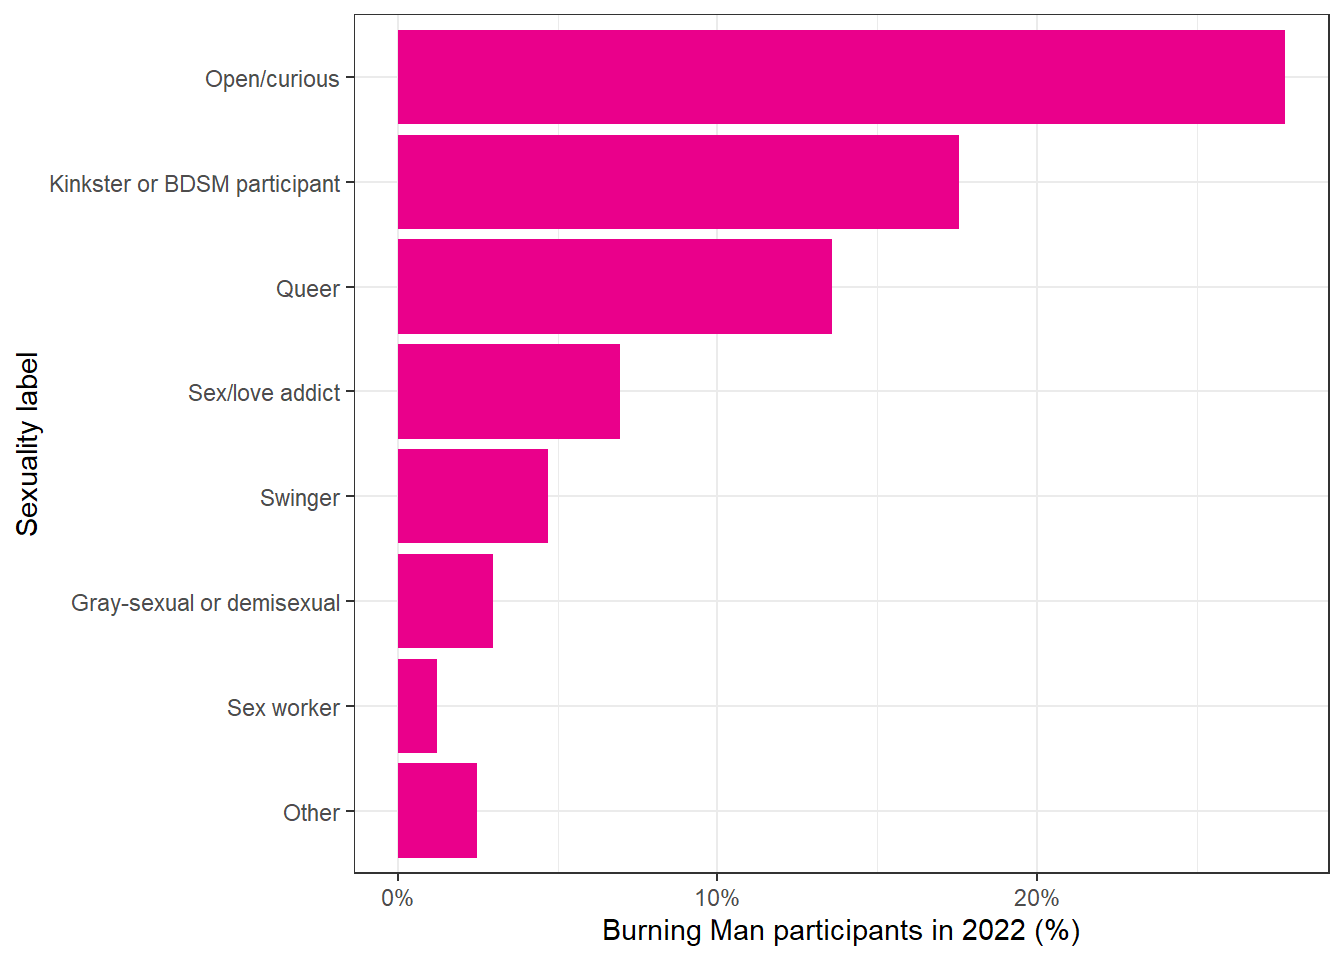 Open/curious
Kinkster or BDSM participant
Queer
Sex/love addict
Swinger
Gray-sexual or demisexual
Sex worker
Other
Sexuality label
0%
10%
20%
Burning Man participants in 2022 (%)